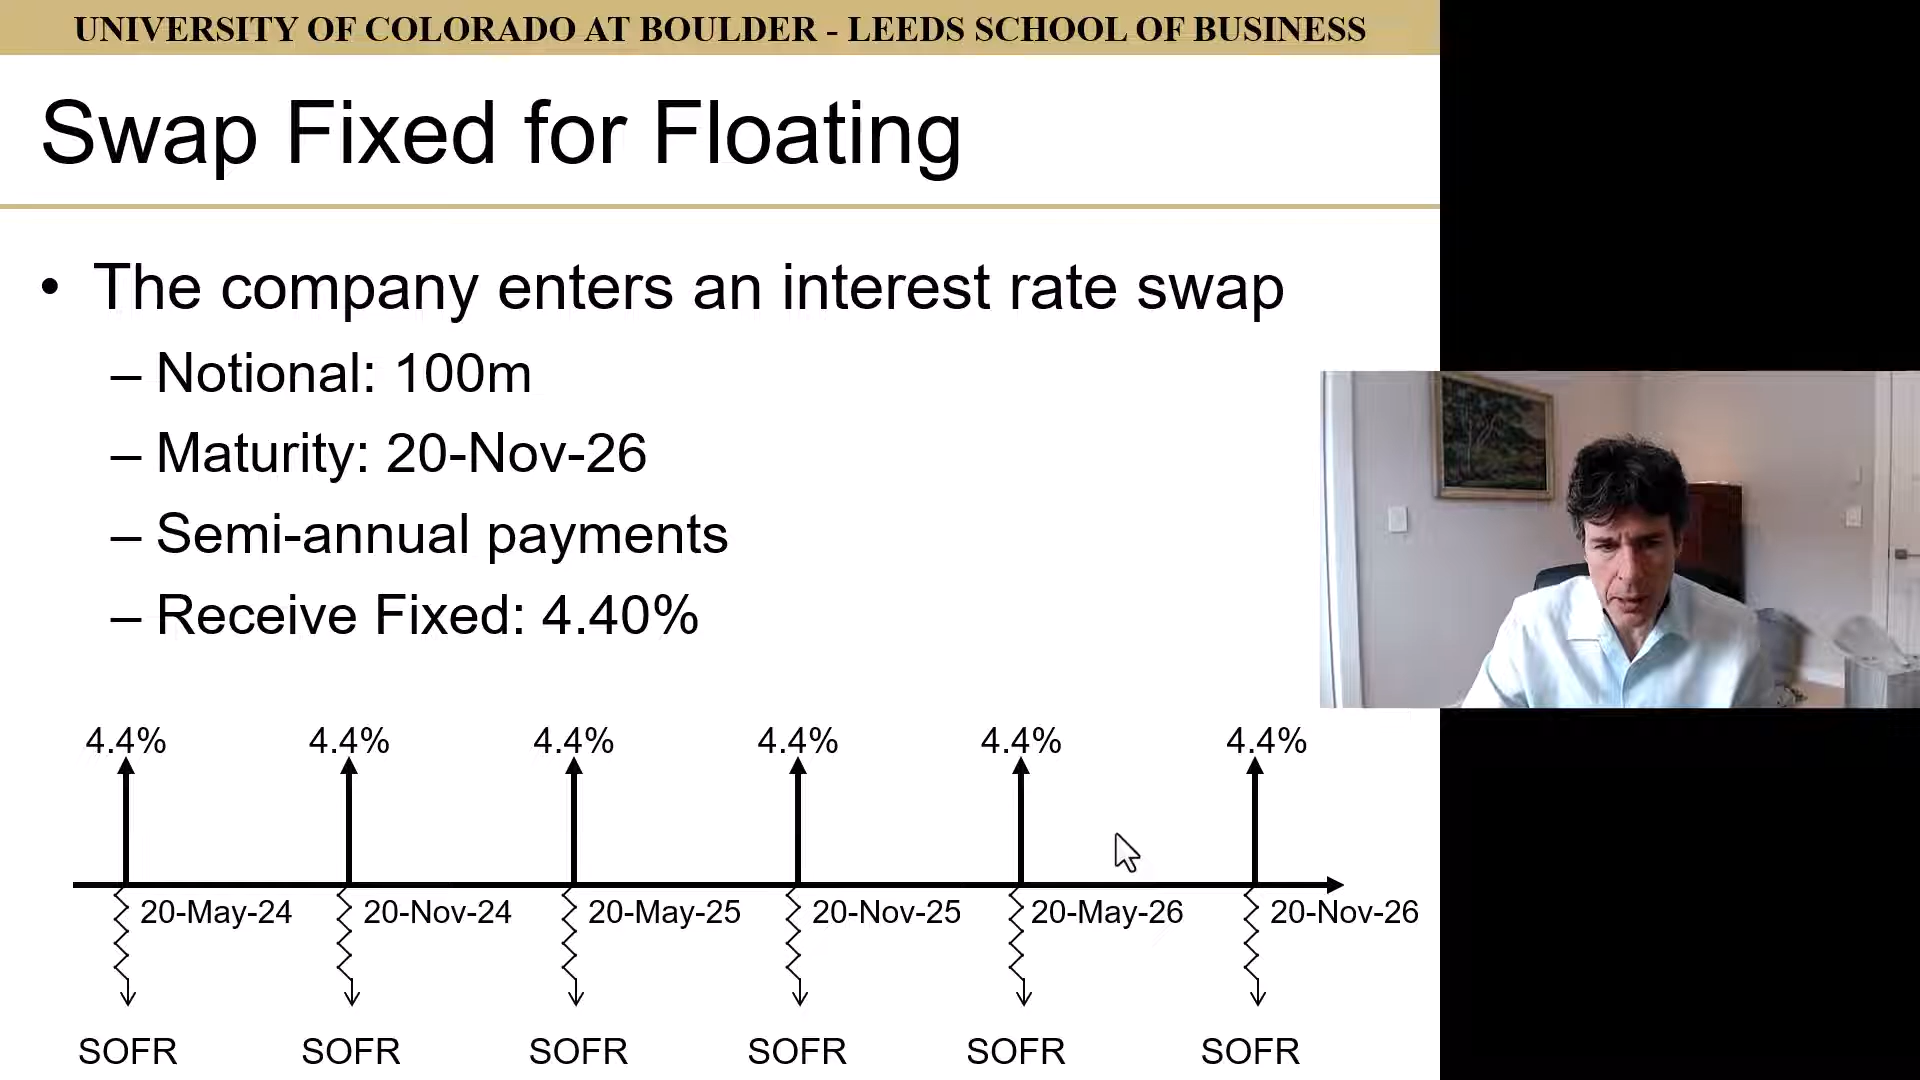 UNIVERSITY OF COLORADO AT BOULDER - LEEDS SCHOOL OF BUSINESS
Swap Fixed for Floating
• The company enters an interest rate swap
– Notional: 100m
– Maturity: 20-Nov-26
– Semi-annual payments
– Receive Fixed: 4.40%
4.4% 4.4% 4.4% 4.4% 4.4% 4.4%
20-May-24 20-Nov-24 20-May-25 20-Nov-25 20-May-26 20-Nov-26
SOFR SOFR SOFR SOFR SOFR SOFR